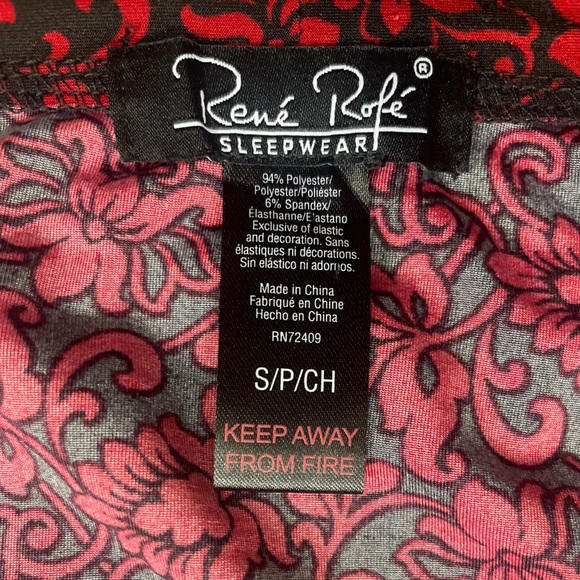 René Rofé®
SLEEPWEAR
94% Polyester/
Polyester/Poliéster
6% Spandex/
Élasthanne/E'astano
Exclusive of elastic
and decoration. Sans
élastiques ni décorations.
Sin elástico ni adornos.
Made in China
Fabriqué en Chine
Hecho en China
RN72409
S/P/CH
KEEP AWAY
FROM FIRE